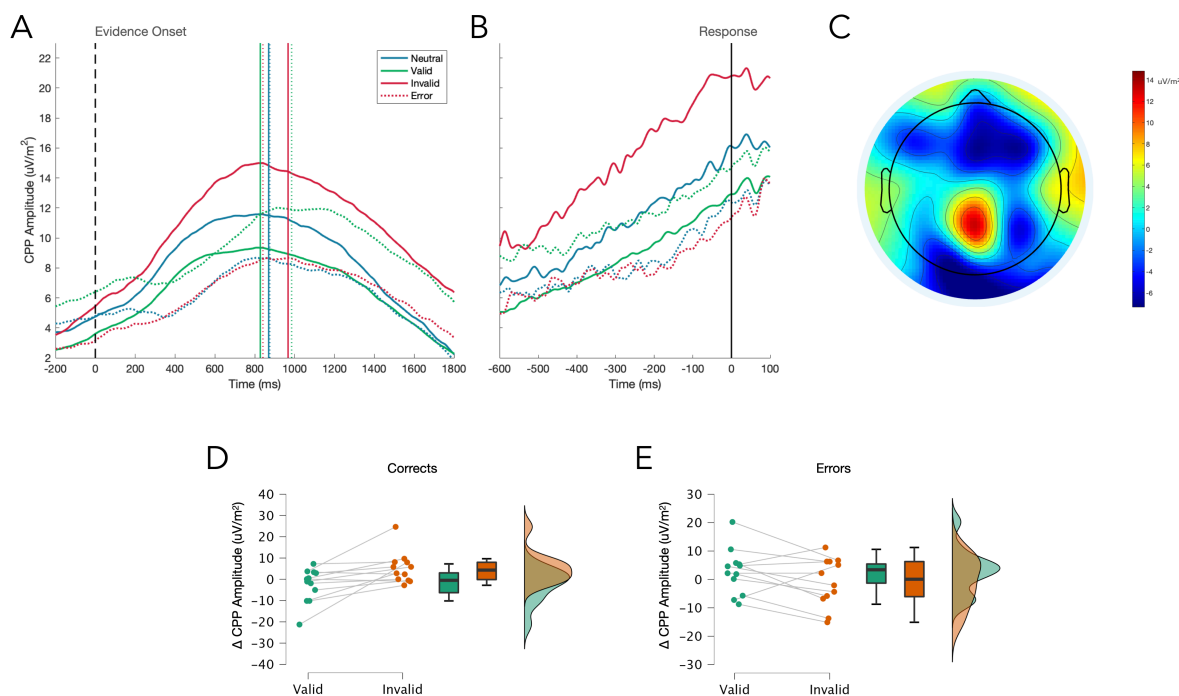 A
Evidence Onset
CPP Amplitude (uV/m²)
22
20
18
16
14
12
10
8
6
4
2
-200
0
200
400
600
800
1000
1200
1400
1600
1800
Time (ms)
Neutral
Valid
Invalid
Error
B
Response
-600
-500
-400
-300
-200
-100
0
100
Time (ms)
C
14 uV/m²
12
10
8
6
4
2
0
-2
-4
-6
D
Corrects
Δ CPP Amplitude (uV/m²)
40
30
20
10
0
−10
−20
−30
−40
Valid
Invalid
E
Errors
Δ CPP Amplitude (uV/m²)
30
20
10
0
−10
−20
−30
Valid
Invalid